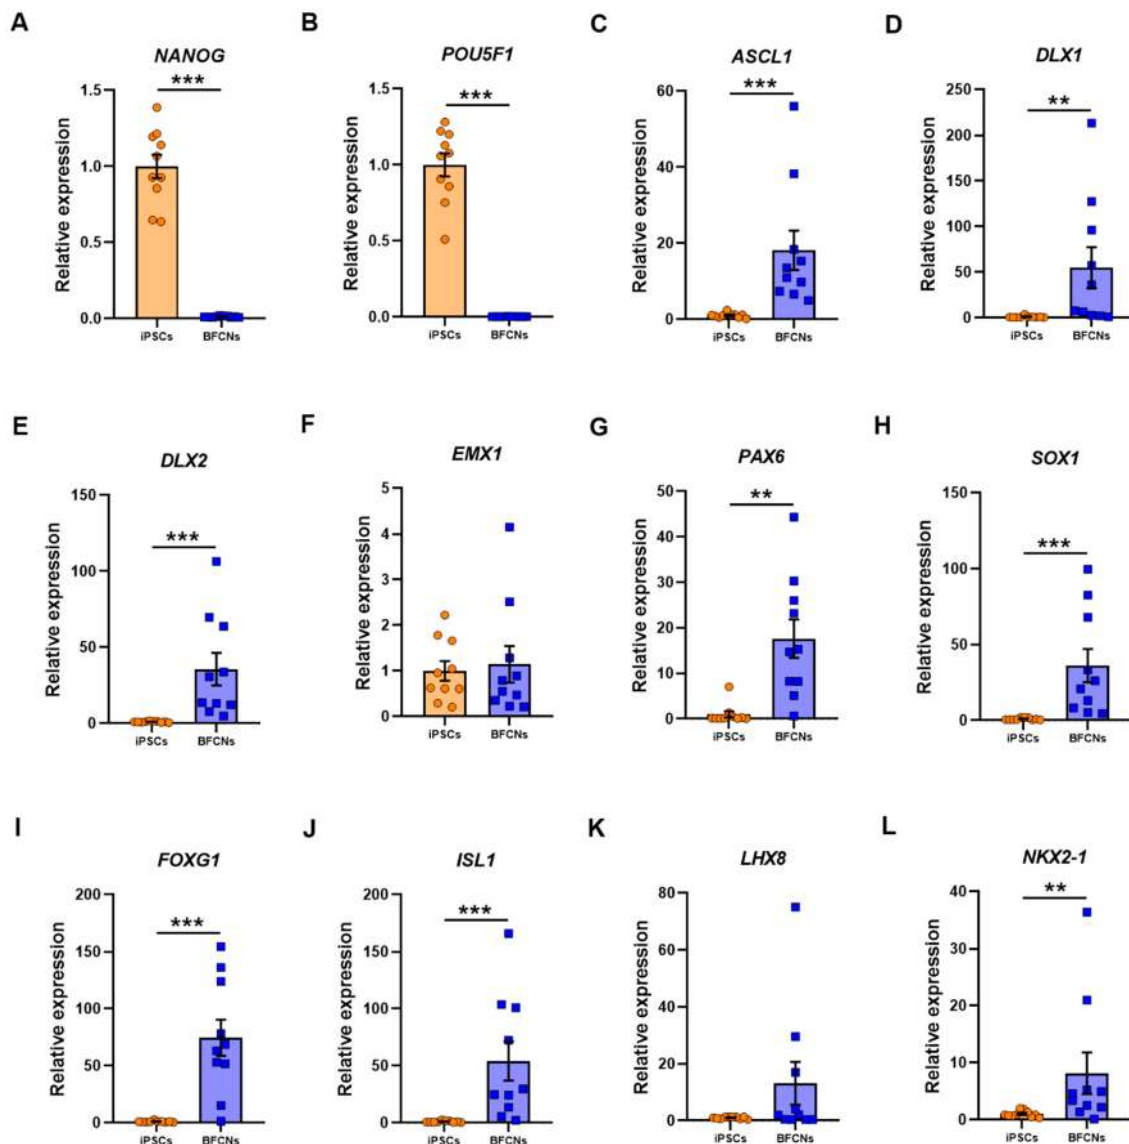 A
NANOG
***
Relative expression
1.5
1.0
0.5
0.0
iPSCs
BFCNs
B
POU5F1
***
Relative expression
1.5
1.0
0.5
0.0
iPSCs
BFCNs
C
ASCL1
***
Relative expression
60
40
20
0
iPSCs
BFCNs
D
DLX1
**
Relative expression
250
200
150
100
50
0
iPSCs
BFCNs
E
DLX2
***
Relative expression
150
100
50
0
iPSCs
BFCNs
F
EMX1
Relative expression
5
4
3
2
1
0
iPSCs
BFCNs
G
PAX6
**
Relative expression
50
40
30
20
10
0
iPSCs
BFCNs
H
SOX1
***
Relative expression
150
100
50
0
iPSCs
BFCNs
I
FOXG1
***
Relative expression
200
150
100
50
0
iPSCs
BFCNs
J
ISL1
***
Relative expression
200
150
100
50
0
iPSCs
BFCNs
K
LHX8
Relative expression
80
60
40
20
0
iPSCs
BFCNs
L
NKX2-1
**
Relative expression
40
30
20
10
0
iPSCs
BFCNs